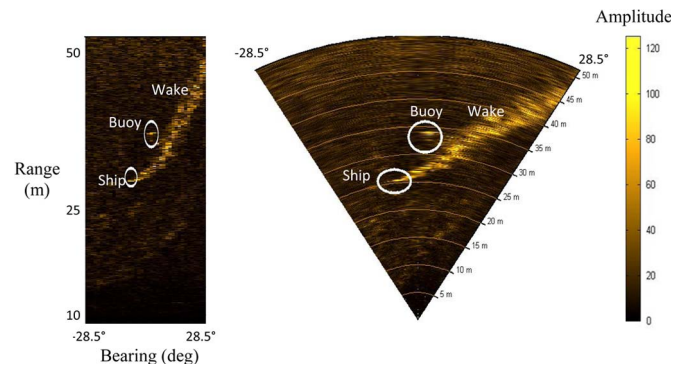 Amplitude
50
Wake
Buoy
Ship
Range
(m)
25
10
-28.5°
28.5°
Bearing (deg)
-28.5°
28.5°
50 m
45 m
40 m
35 m
30 m
25 m
20 m
15 m
10 m
5 m
Buoy
Wake
Ship
120
100
80
60
40
20
0